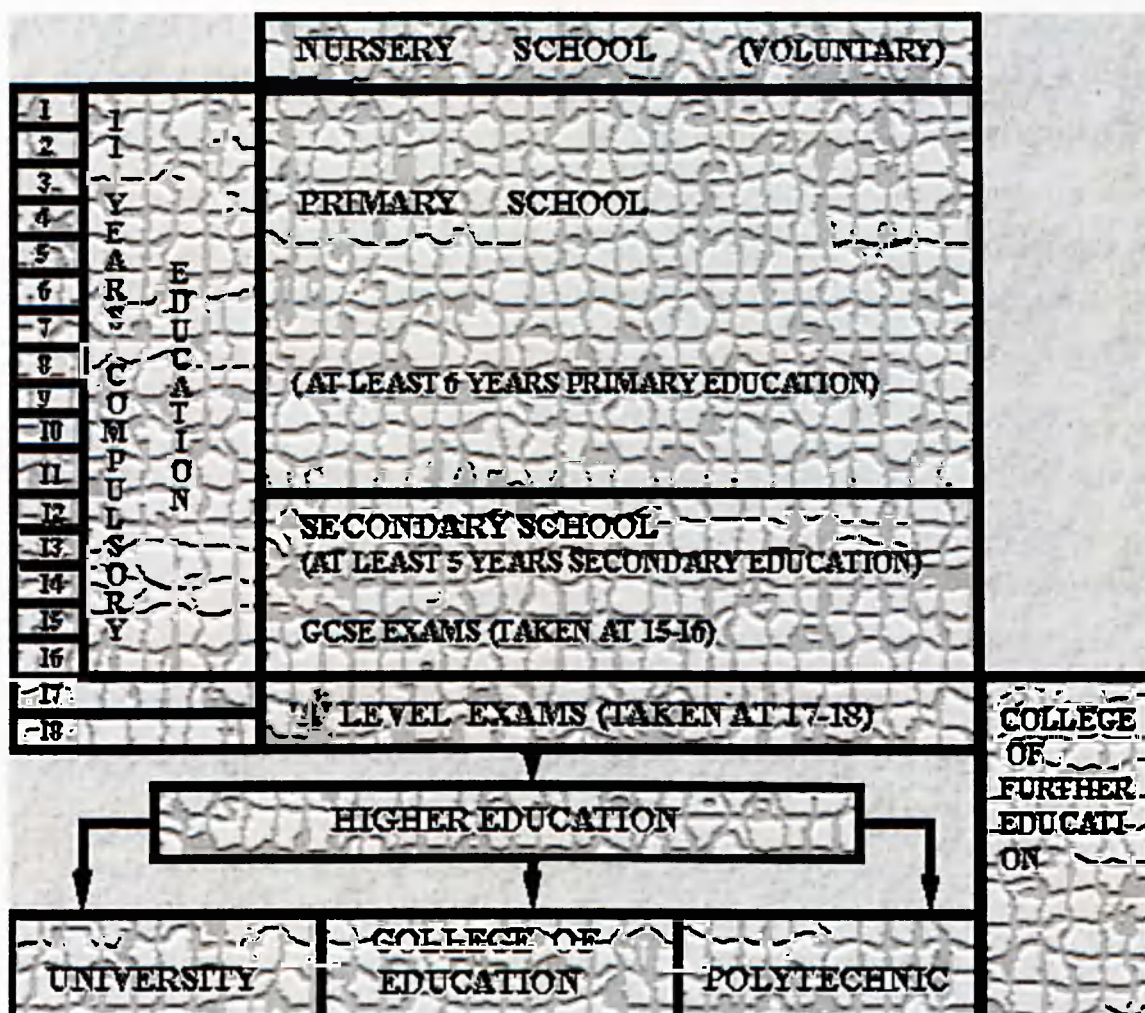 NURSERY SCHOOL (VOLUNTARY)
1
2
3
4
5
6
7
8
9
10
11
12
13
14
15
16
17
18
11 YEARS COMPULSORY
EDUCATION
PRIMARY SCHOOL
(AT LEAST 6 YEARS PRIMARY EDUCATION)
SECONDARY SCHOOL
(AT LEAST 5 YEARS SECONDARY EDUCATION)
GCSE EXAMS (TAKEN AT 15-16)
LEVEL EXAMS (TAKEN AT 17-18)
COLLEGE
OF
FURTHER
EDUCATI-
ON
HIGHER EDUCATION
UNIVERSITY
COLLEGE OF
EDUCATION
POLYTECHNIC